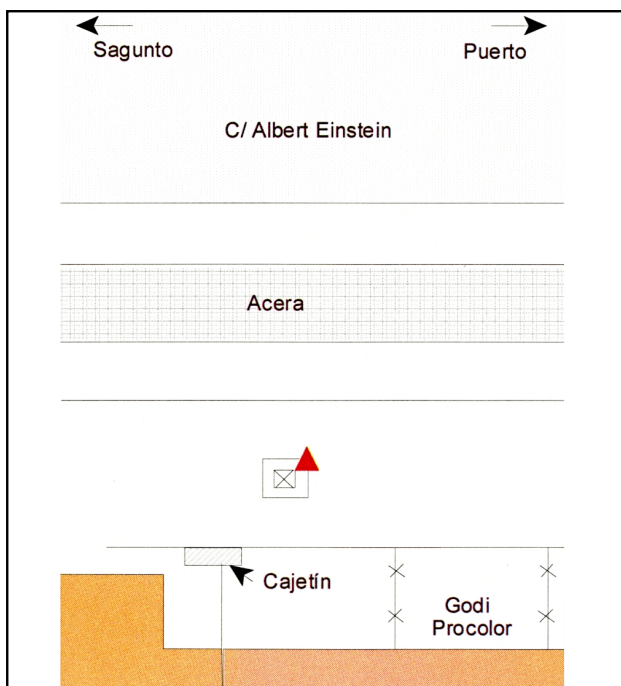 Sagunto
Puerto
C/ Albert Einstein
Acera
Cajetín
Godi
Procolor